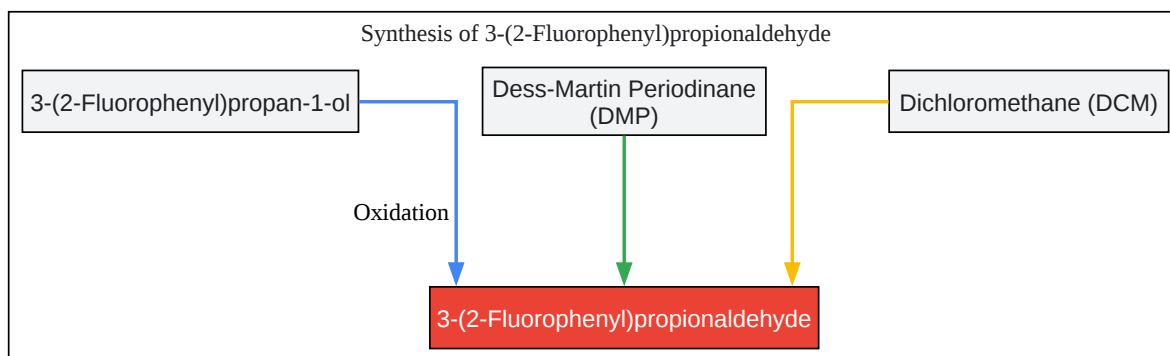 Synthesis of 3-(2-Fluorophenyl)propionaldehyde
3-(2-Fluorophenyl)propan-1-ol
Dess-Martin Periodinane
(DMP)
Dichloromethane (DCM)
Oxidation
3-(2-Fluorophenyl)propionaldehyde